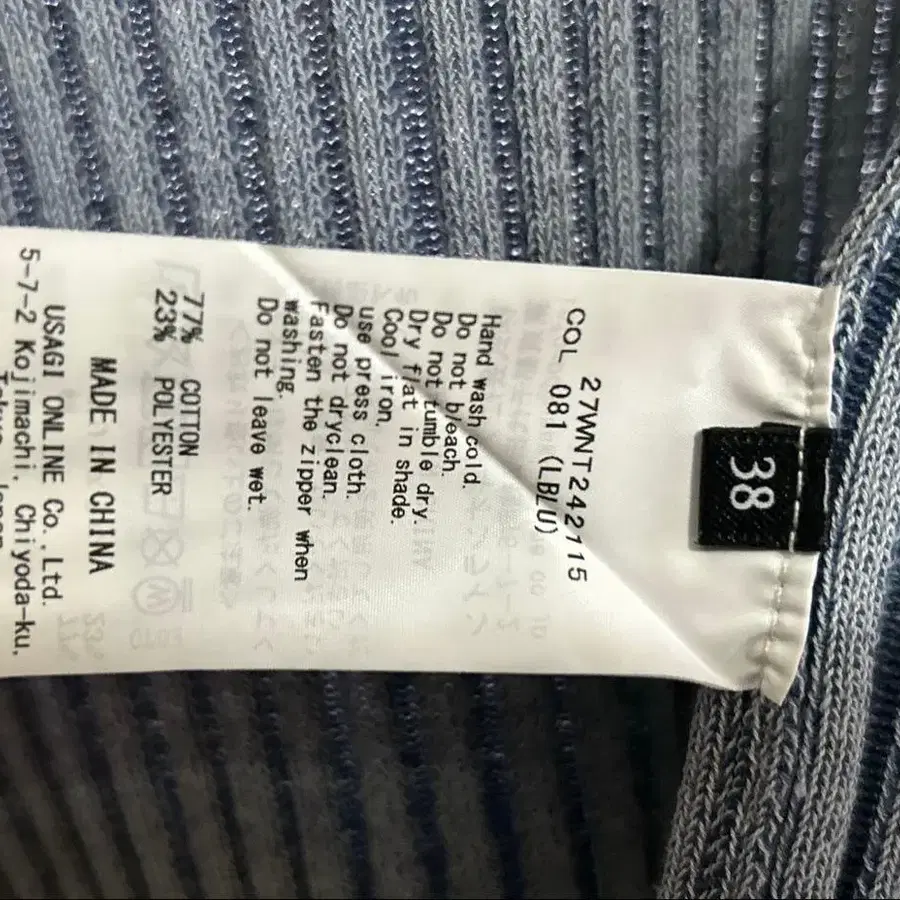 38
27WNT242115
COL 081 (LBLU)
Hand wash cold.
Do not bleach.
Do not tumble dry.
Dry flat in shade.
Cool iron,
use press cloth.
Do not dryclean.
Fasten the zipper when
washing.
Do not leave wet.
77% COTTON
23% POLYESTER
MADE IN CHINA
USAGI ONLINE Co.,Ltd.
5-7-2 Kojimachi, Chiyoda-ku,